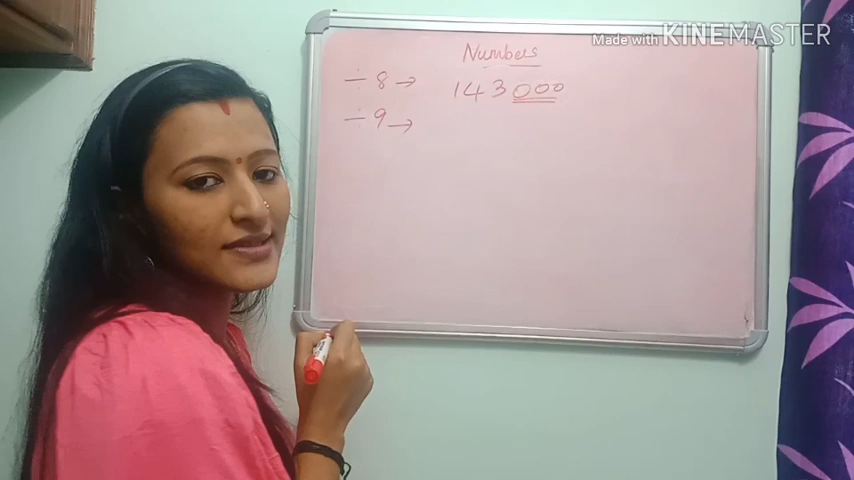 Made with KINEMASTER
Numbers
÷ 8 → 143000
÷ 9 →